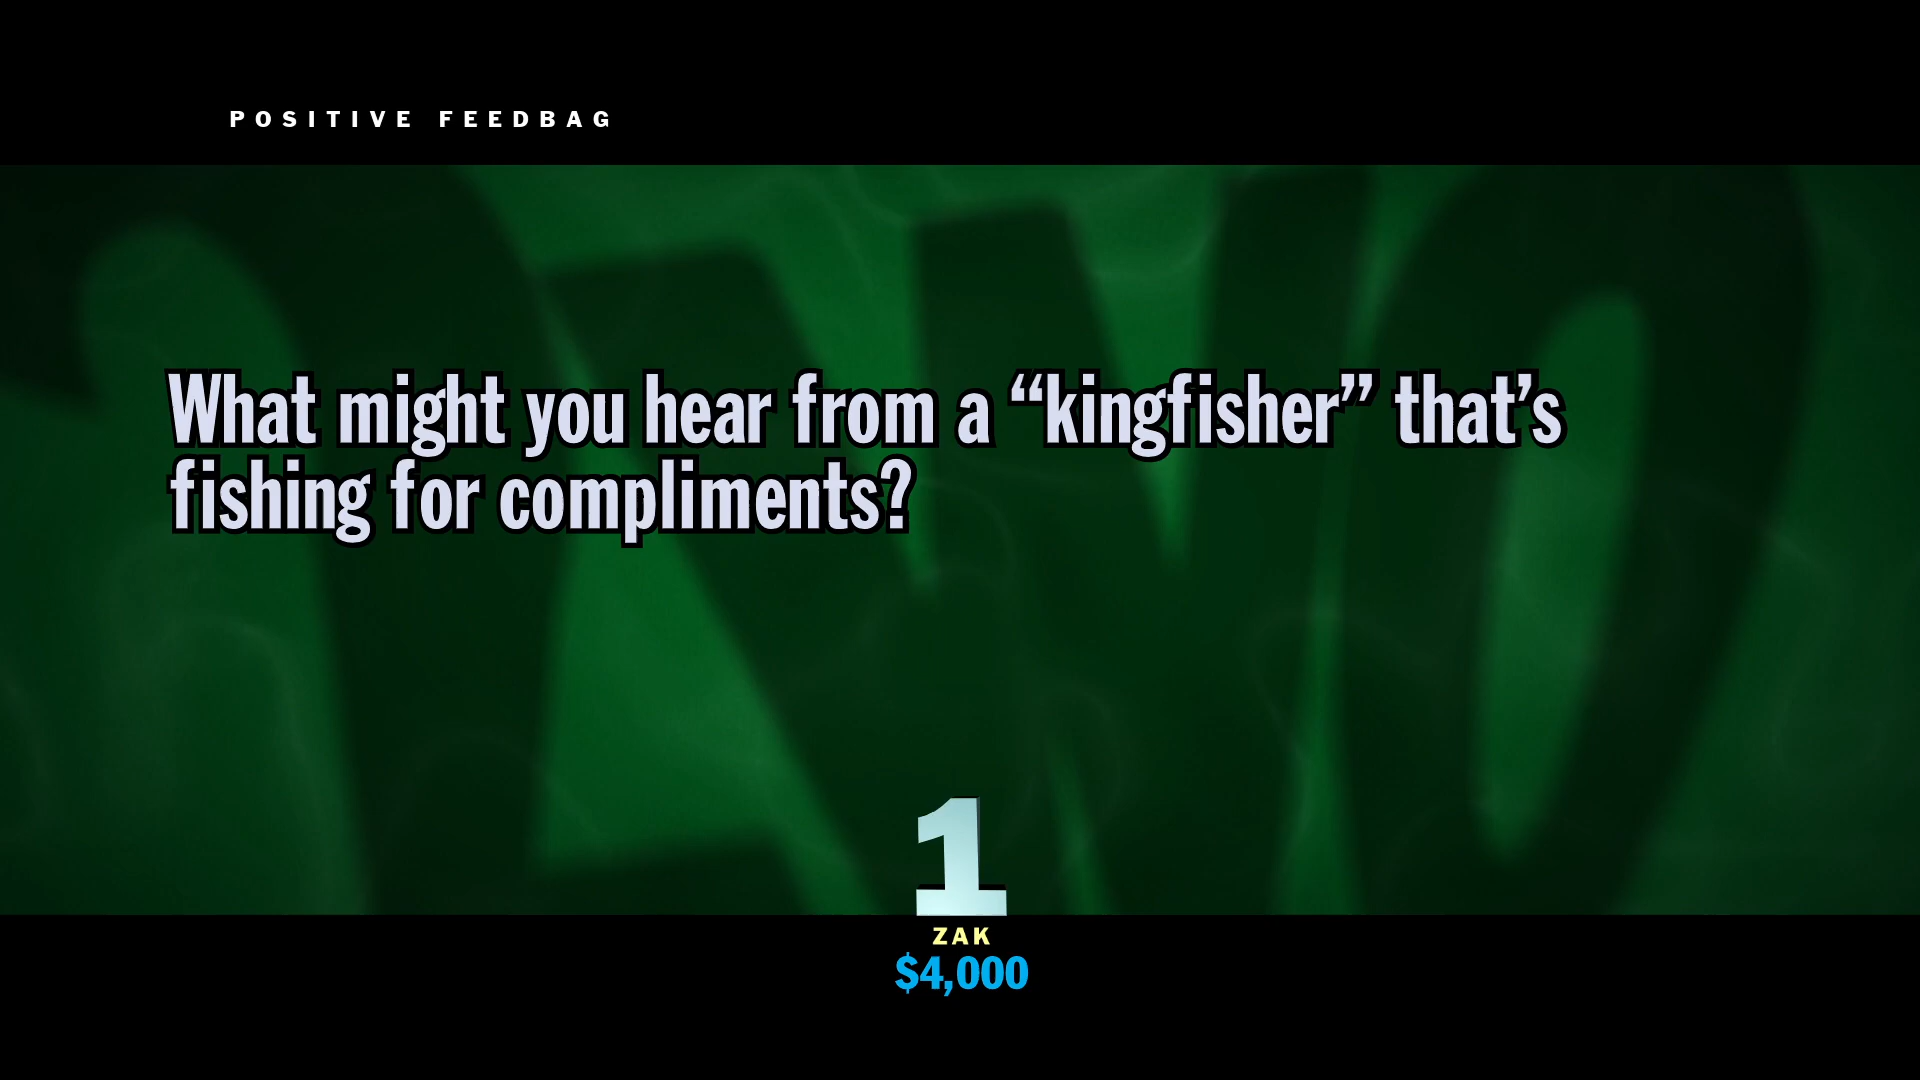 POSITIVE FEEDBAG
What might you hear from a “kingfisher” that’s
fishing for compliments?
1
ZAK
$4,000